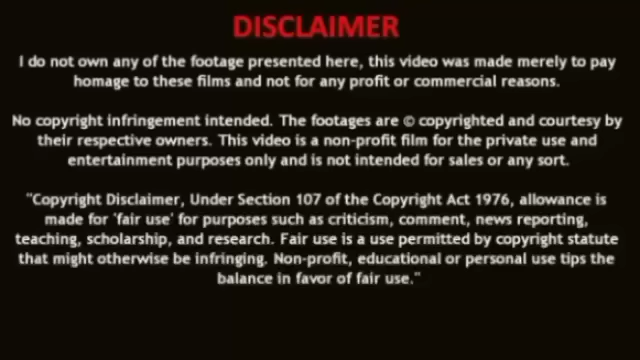 DISCLAIMER
I do not own any of the footage presented here, this video was made merely to pay
homage to these films and not for any profit or commercial reasons.
No copyright infringement intended. The footages are © copyrighted and courtesy by
their respective owners. This video is a non-profit film for the private use and
entertainment purposes only and is not intended for sales or any sort.
"Copyright Disclaimer, Under Section 107 of the Copyright Act 1976, allowance is
made for 'fair use' for purposes such as criticism, comment, news reporting,
teaching, scholarship, and research. Fair use is a use permitted by copyright statute
that might otherwise be infringing. Non-profit, educational or personal use tips the
balance in favor of fair use."